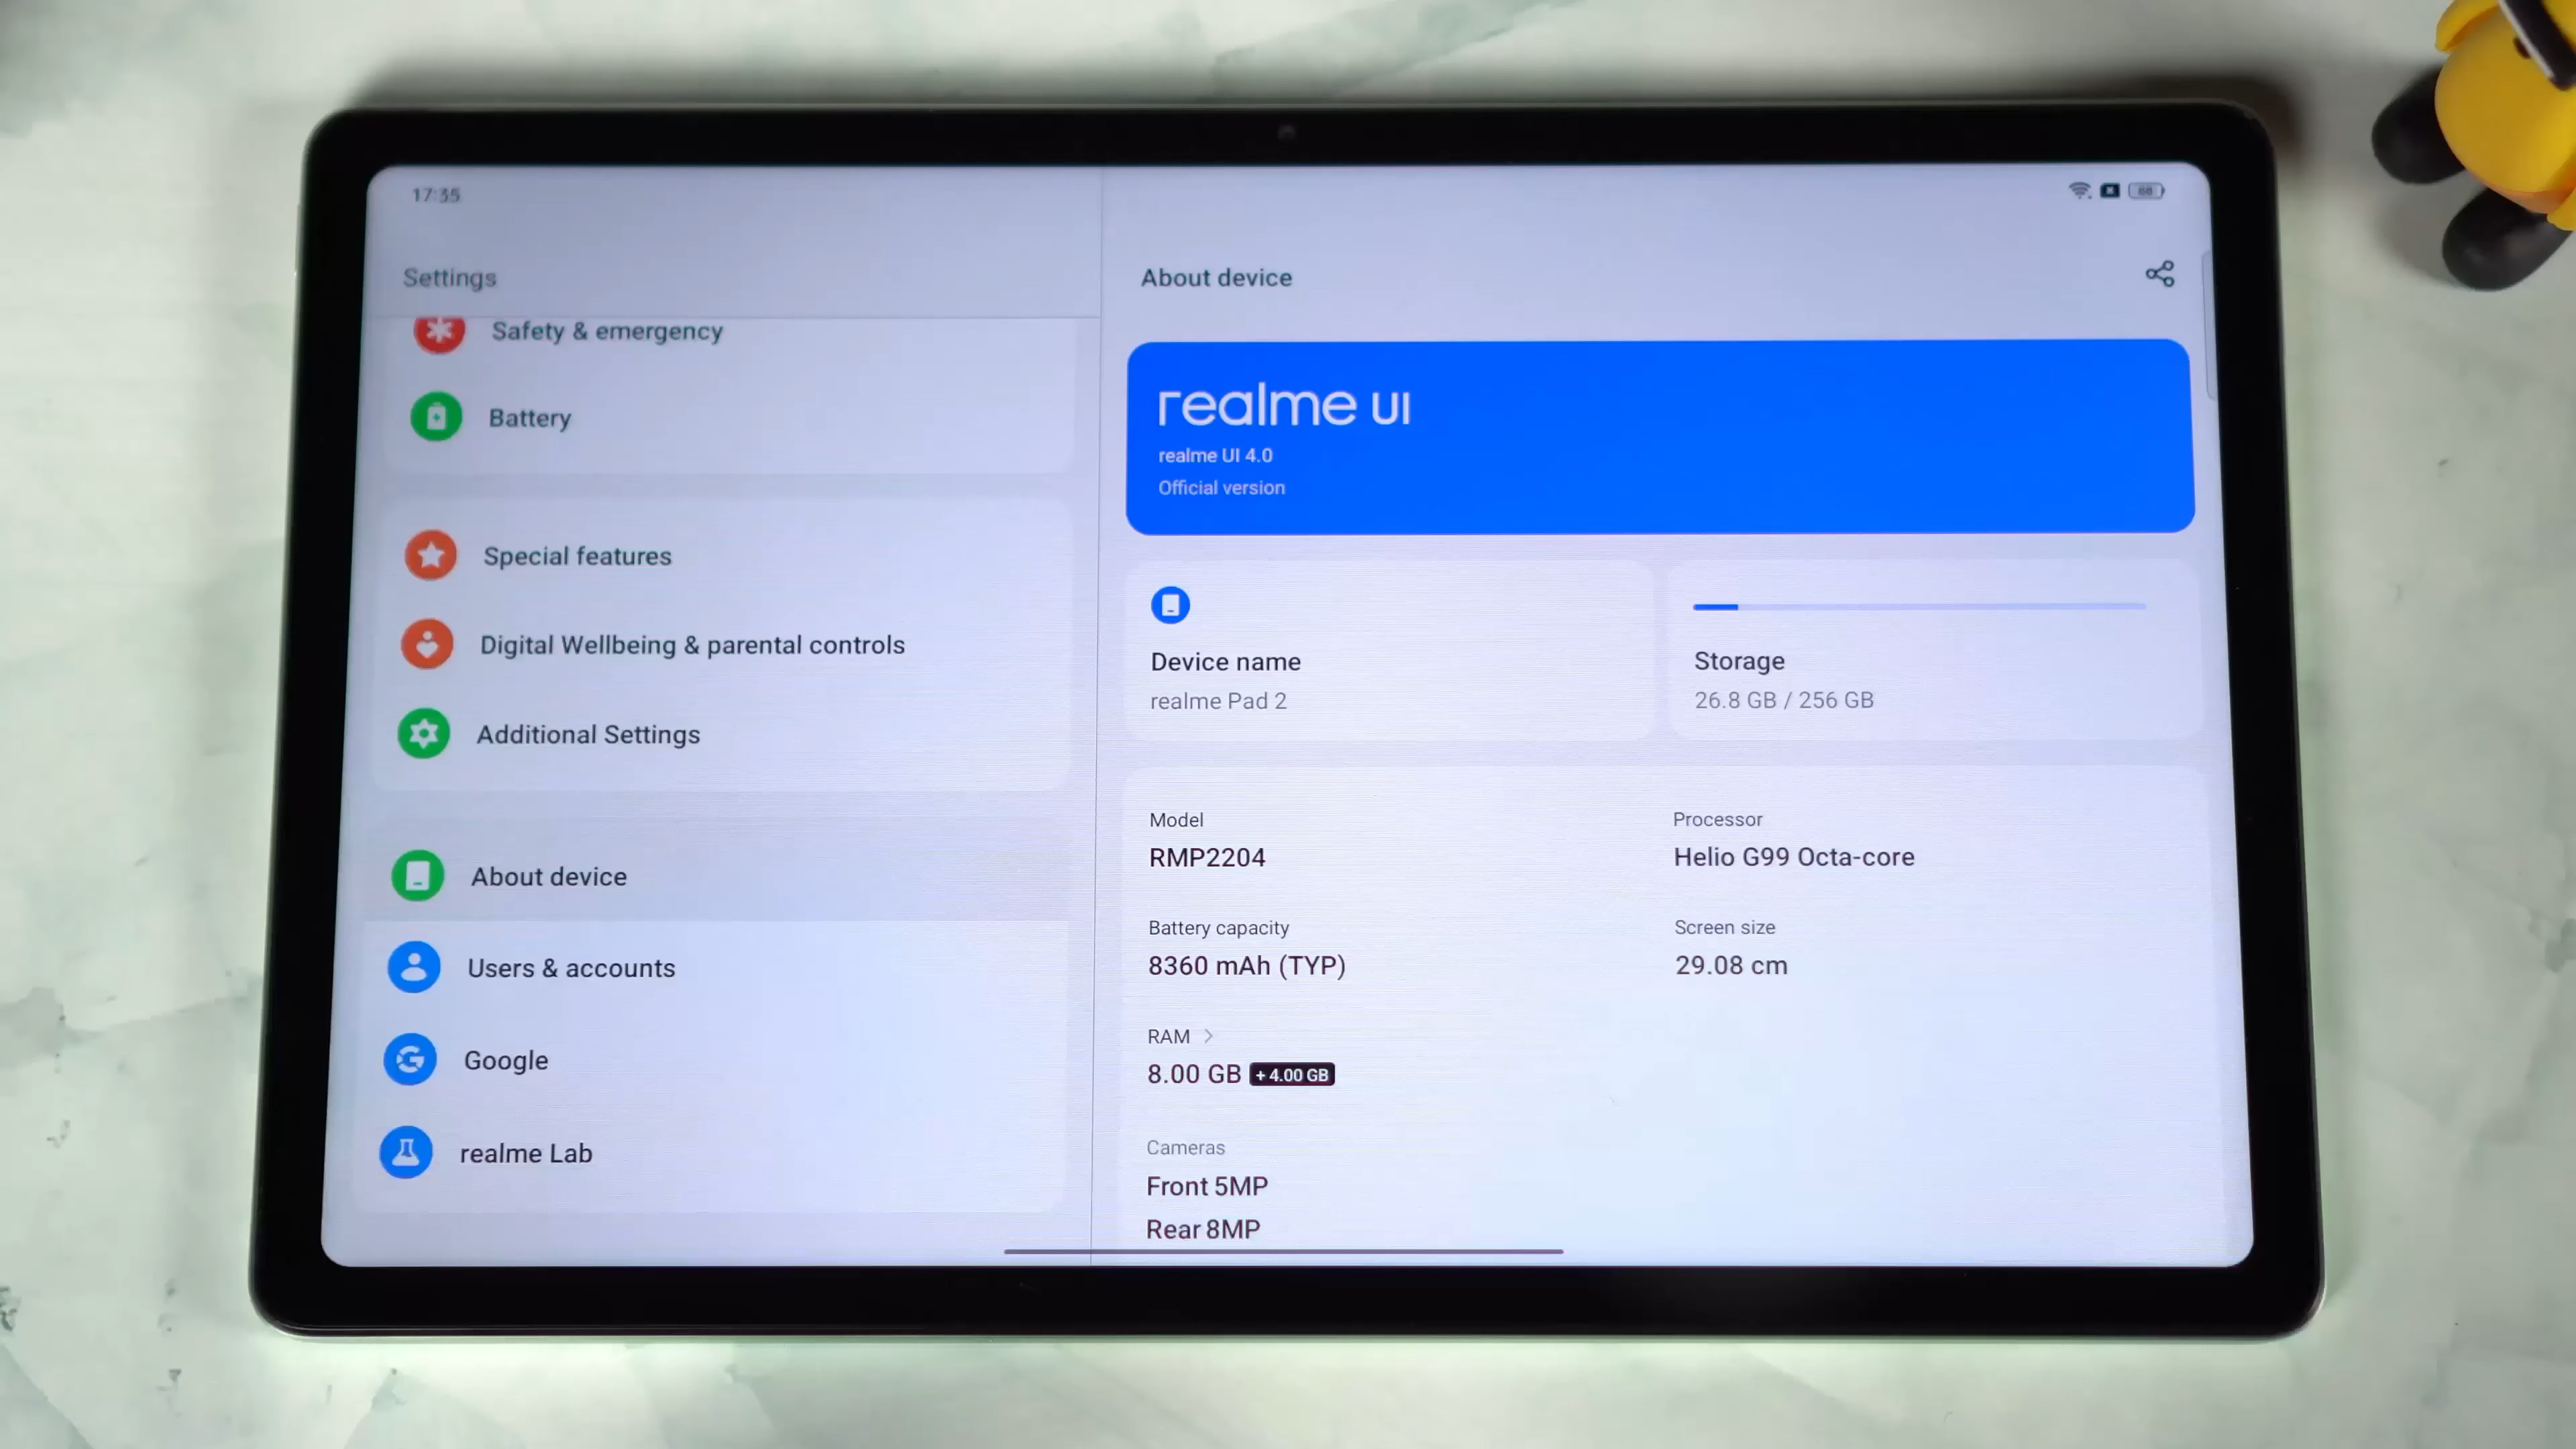 17:35
88
Settings
Safety & emergency
Battery
Special features
Digital Wellbeing & parental controls
Additional Settings
About device
Users & accounts
Google
realme Lab
About device
realme UI
realme UI 4.0
Official version
Device name
realme Pad 2
Storage
26.8 GB / 256 GB
Model
RMP2204
Processor
Helio G99 Octa-core
Battery capacity
8360 mAh (TYP)
Screen size
29.08 cm
RAM >
8.00 GB + 4.00 GB
Cameras
Front 5MP
Rear 8MP